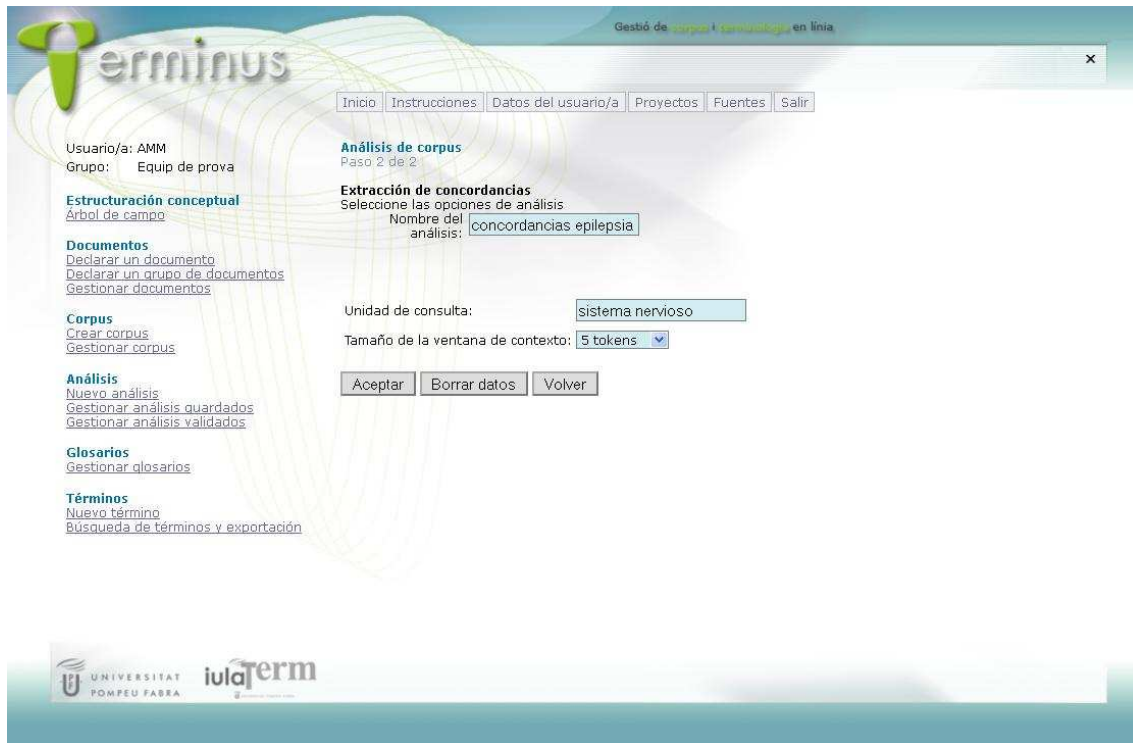 Gestió de corpus i terminologia en línia
Terminus
x
Inicio Instrucciones Datos del usuario/a Proyectos Fuentes Salir
Usuario/a: AMM
Grupo: Equip de prova
Estructuración conceptual
Árbol de campo
Documentos
Declarar un documento
Declarar un grupo de documentos
Gestionar documentos
Corpus
Crear corpus
Gestionar corpus
Análisis
Nuevo análisis
Gestionar análisis guardados
Gestionar análisis validados
Glosarios
Gestionar glosarios
Términos
Nuevo término
Búsqueda de términos y exportación
Análisis de corpus
Paso 2 de 2
Extracción de concordancias
Seleccione las opciones de análisis
Nombre del
análisis: concordancias epilepsia
Unidad de consulta: sistema nervioso
Tamaño de la ventana de contexto: 5 tokens
Aceptar Borrar datos Volver
UNIVERSITAT
POMPEU FABRA
iulaTerm